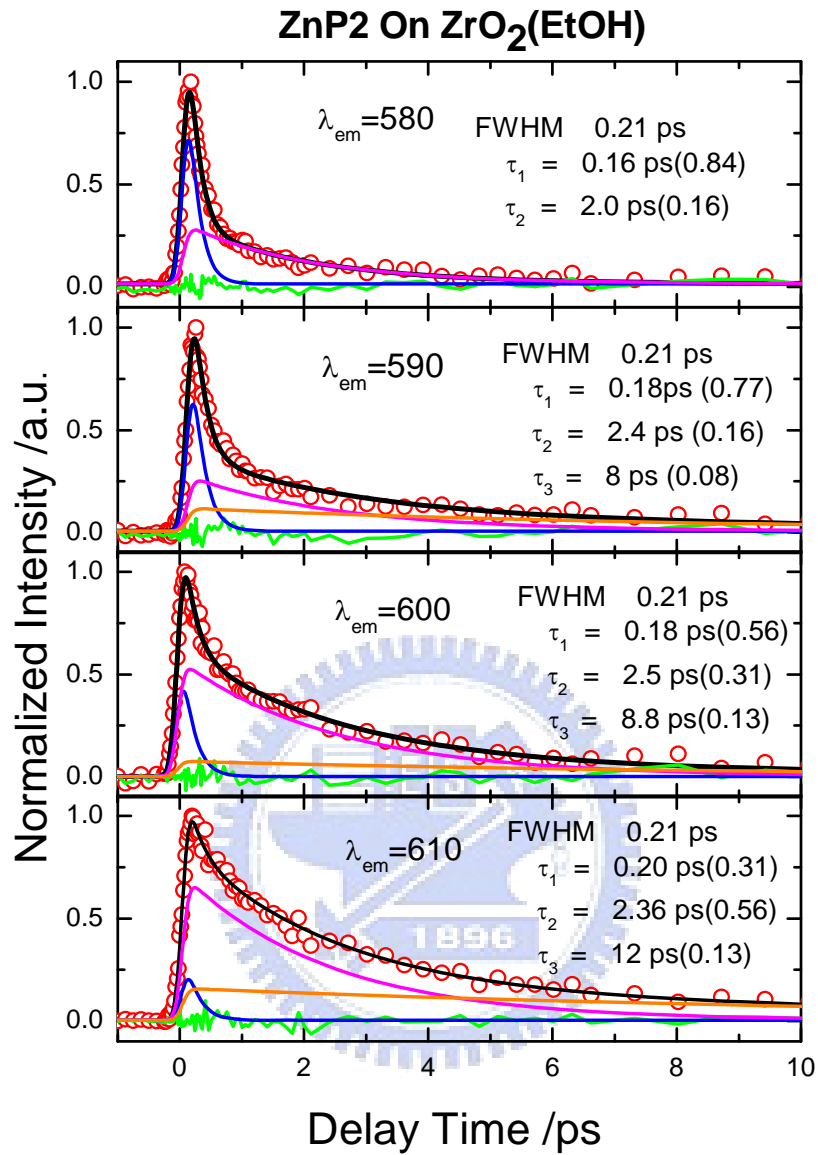 ZnP2 On ZrO2(EtOH)
Normalized Intensity /a.u.
1.0
0.5
0.0
λem=580
FWHM 0.21 ps
τ1 = 0.16 ps(0.84)
τ2 = 2.0 ps(0.16)
1.0
0.5
0.0
λem=590
FWHM 0.21 ps
τ1 = 0.18ps (0.77)
τ2 = 2.4 ps (0.16)
τ3 = 8 ps (0.08)
1.0
0.5
0.0
λem=600
FWHM 0.21 ps
τ1 = 0.18 ps(0.56)
τ2 = 2.5 ps(0.31)
τ3 = 8.8 ps(0.13)
1.0
0.5
0.0
λem=610
FWHM 0.21 ps
τ1 = 0.20 ps(0.31)
τ2 = 2.36 ps(0.56)
τ3 = 12 ps(0.13)
1896
0 2 4 6 8 10
Delay Time /ps